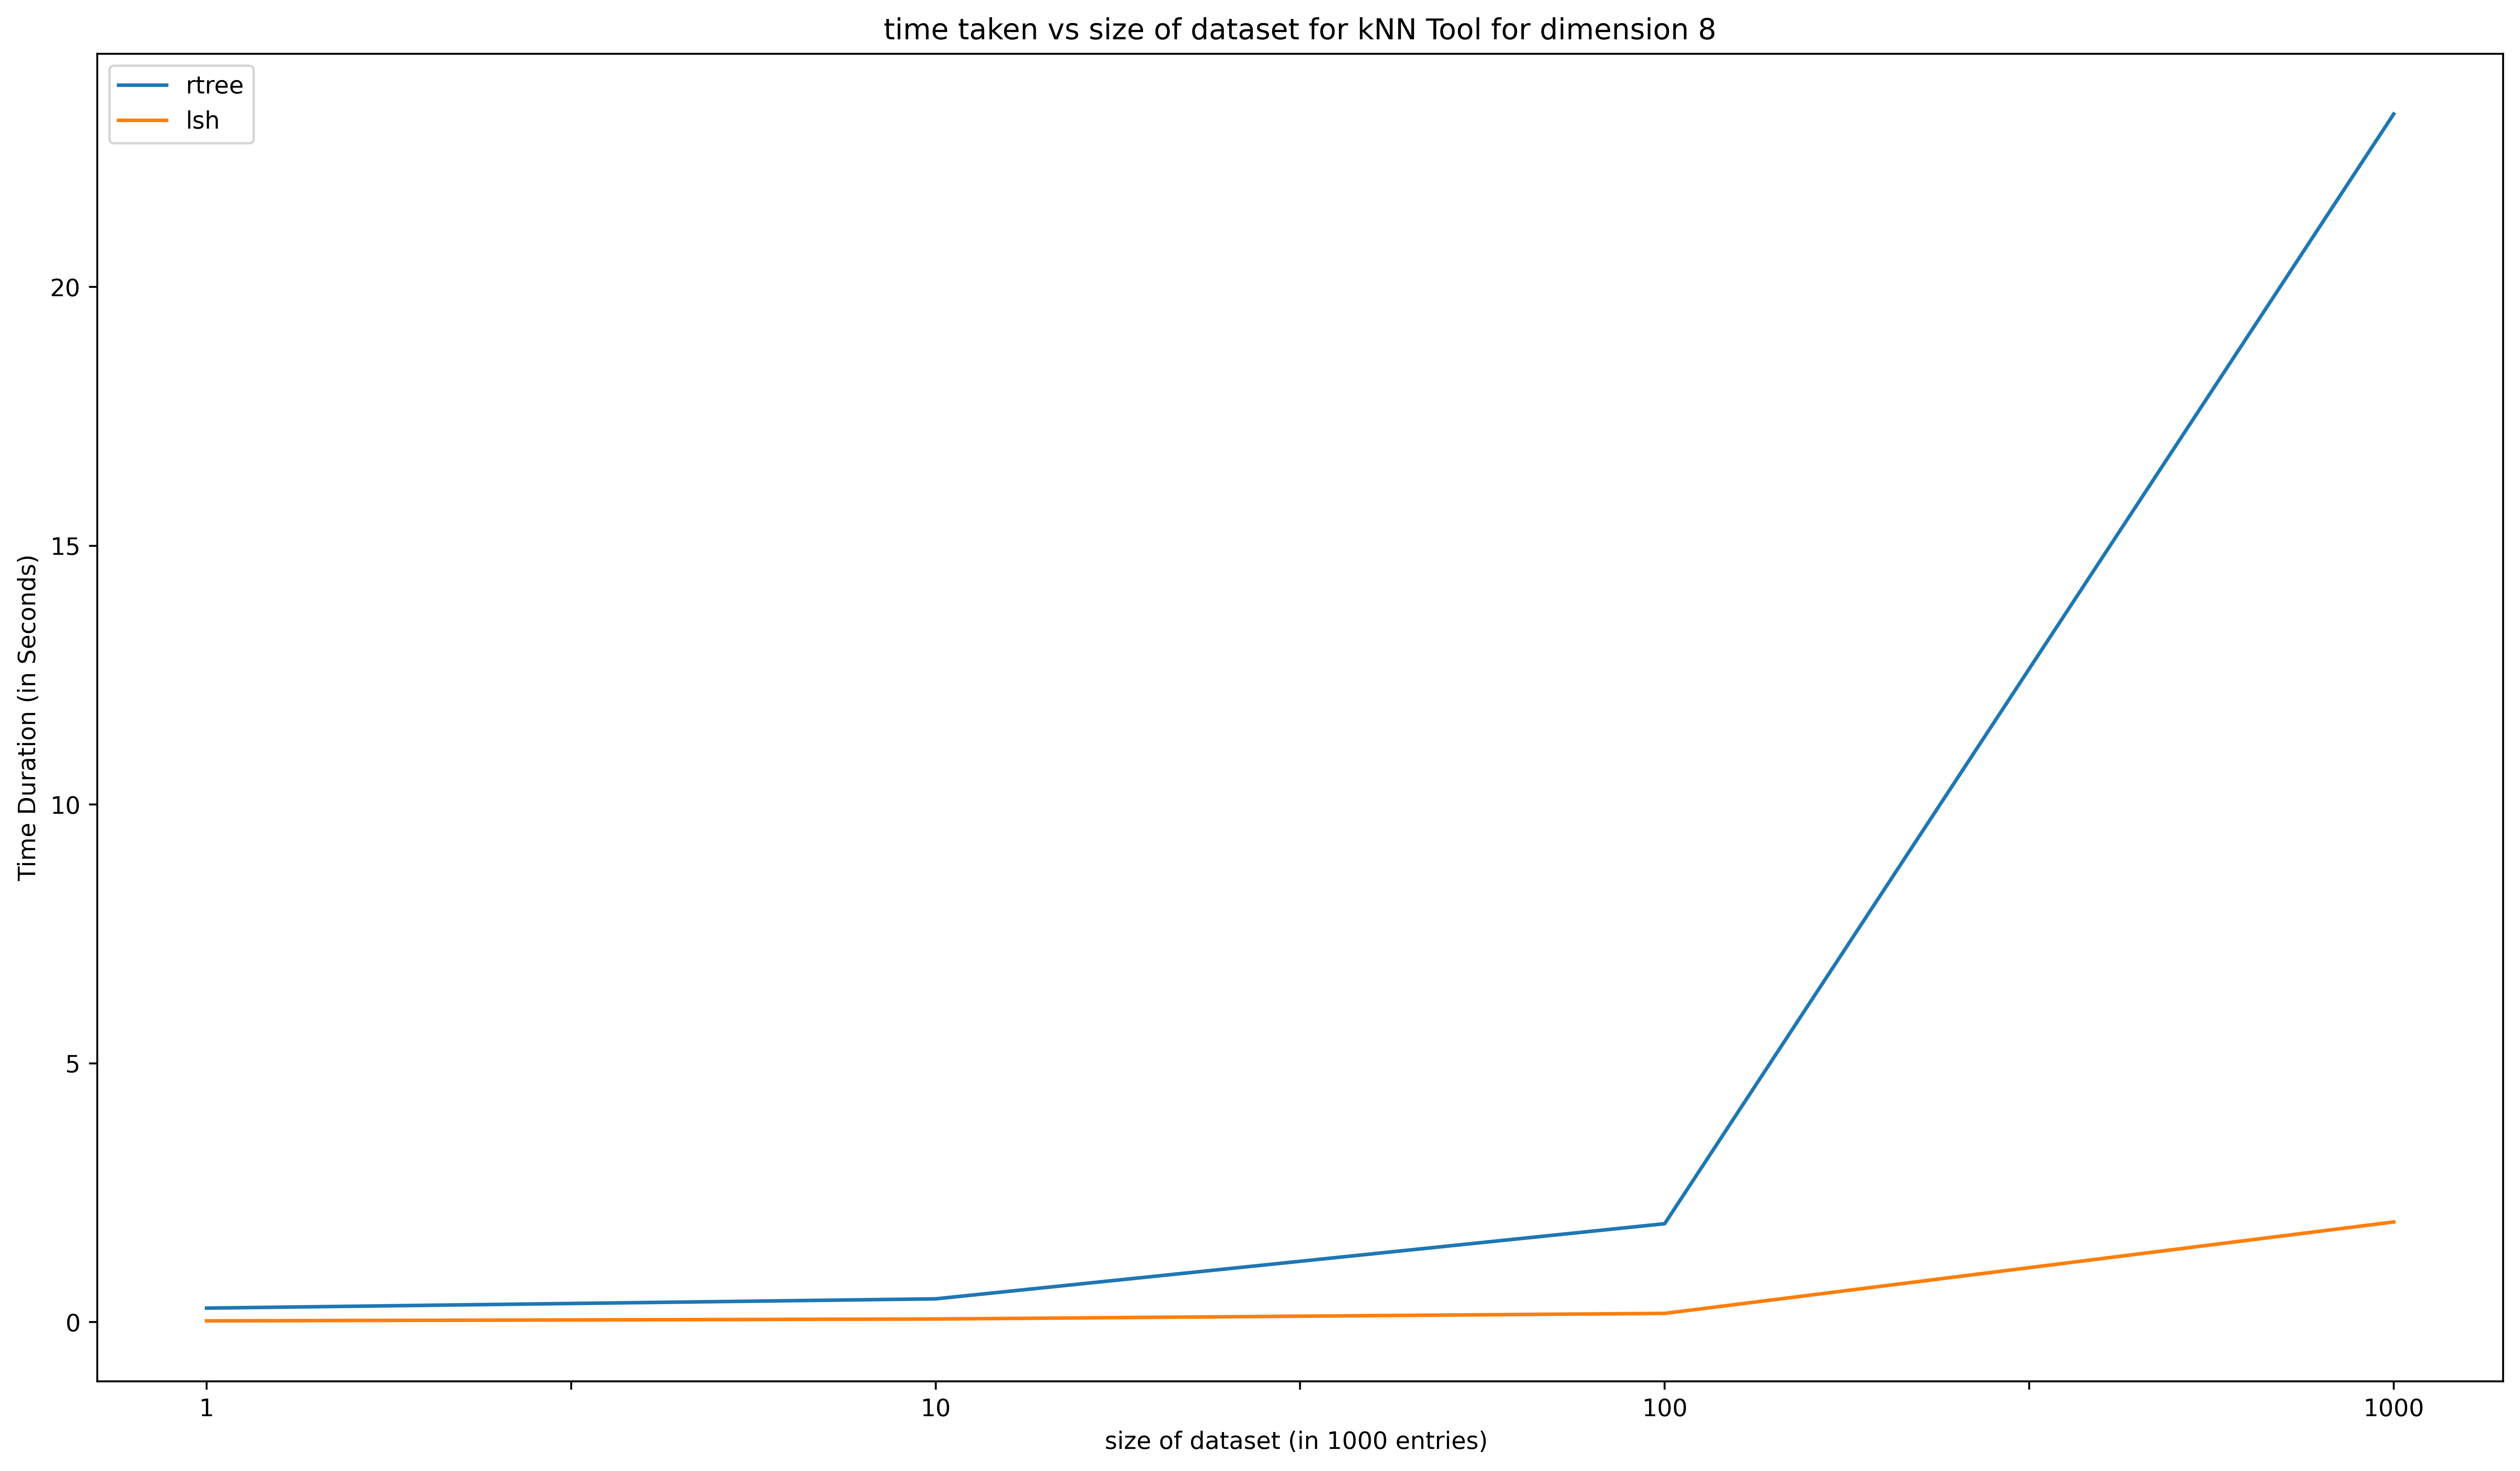 time taken vs size of dataset for kNN Tool for dimension 8
rtree
lsh
Time Duration (in Seconds)
20
15
10
5
0
1
10
100
1000
size of dataset (in 1000 entries)